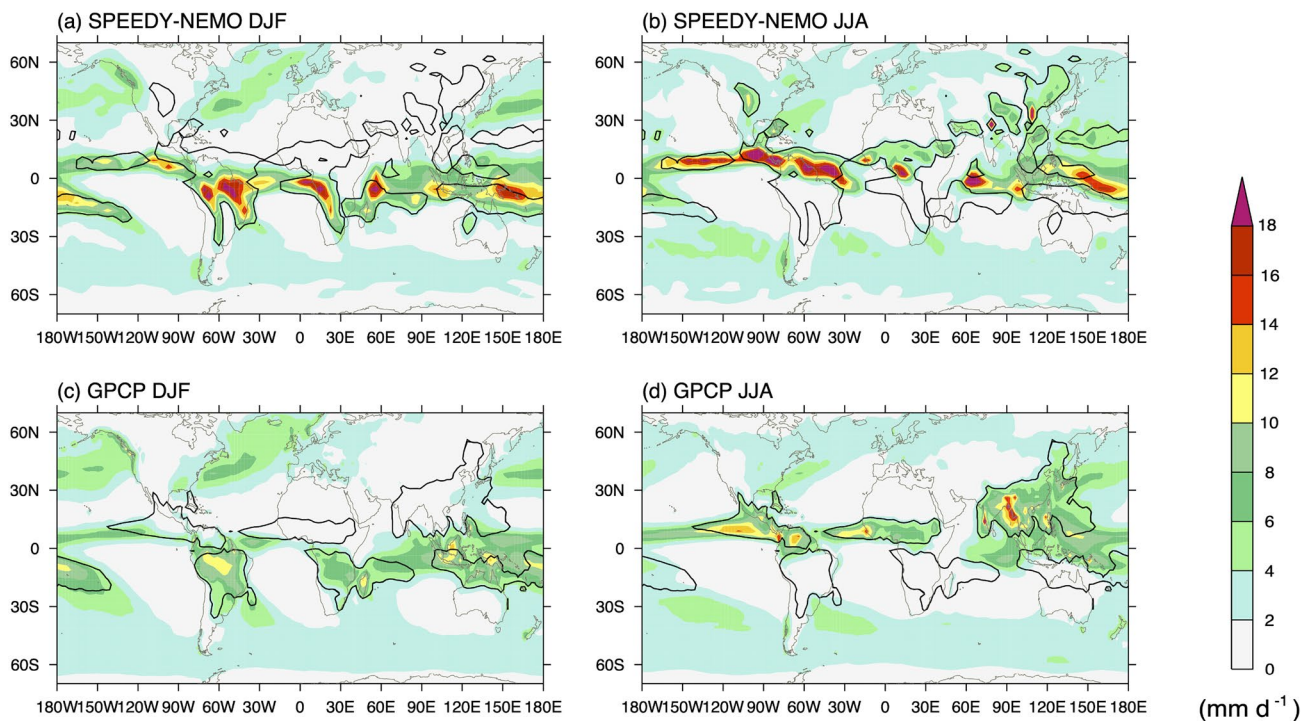 (a) SPEEDY-NEMO DJF
60N
30N
0
30S
60S
180W150W120W 90W 60W 30W 0 30E 60E 90E 120E 150E 180E
(b) SPEEDY-NEMO JJA
60N
30N
0
30S
60S
180W150W120W 90W 60W 30W 0 30E 60E 90E 120E 150E 180E
(c) GPCP DJF
60N
30N
0
30S
60S
180W150W120W 90W 60W 30W 0 30E 60E 90E 120E 150E 180E
(d) GPCP JJA
60N
30N
0
30S
60S
180W150W120W 90W 60W 30W 0 30E 60E 90E 120E 150E 180E
18
16
14
12
10
8
6
4
2
0
(mm d⁻¹)